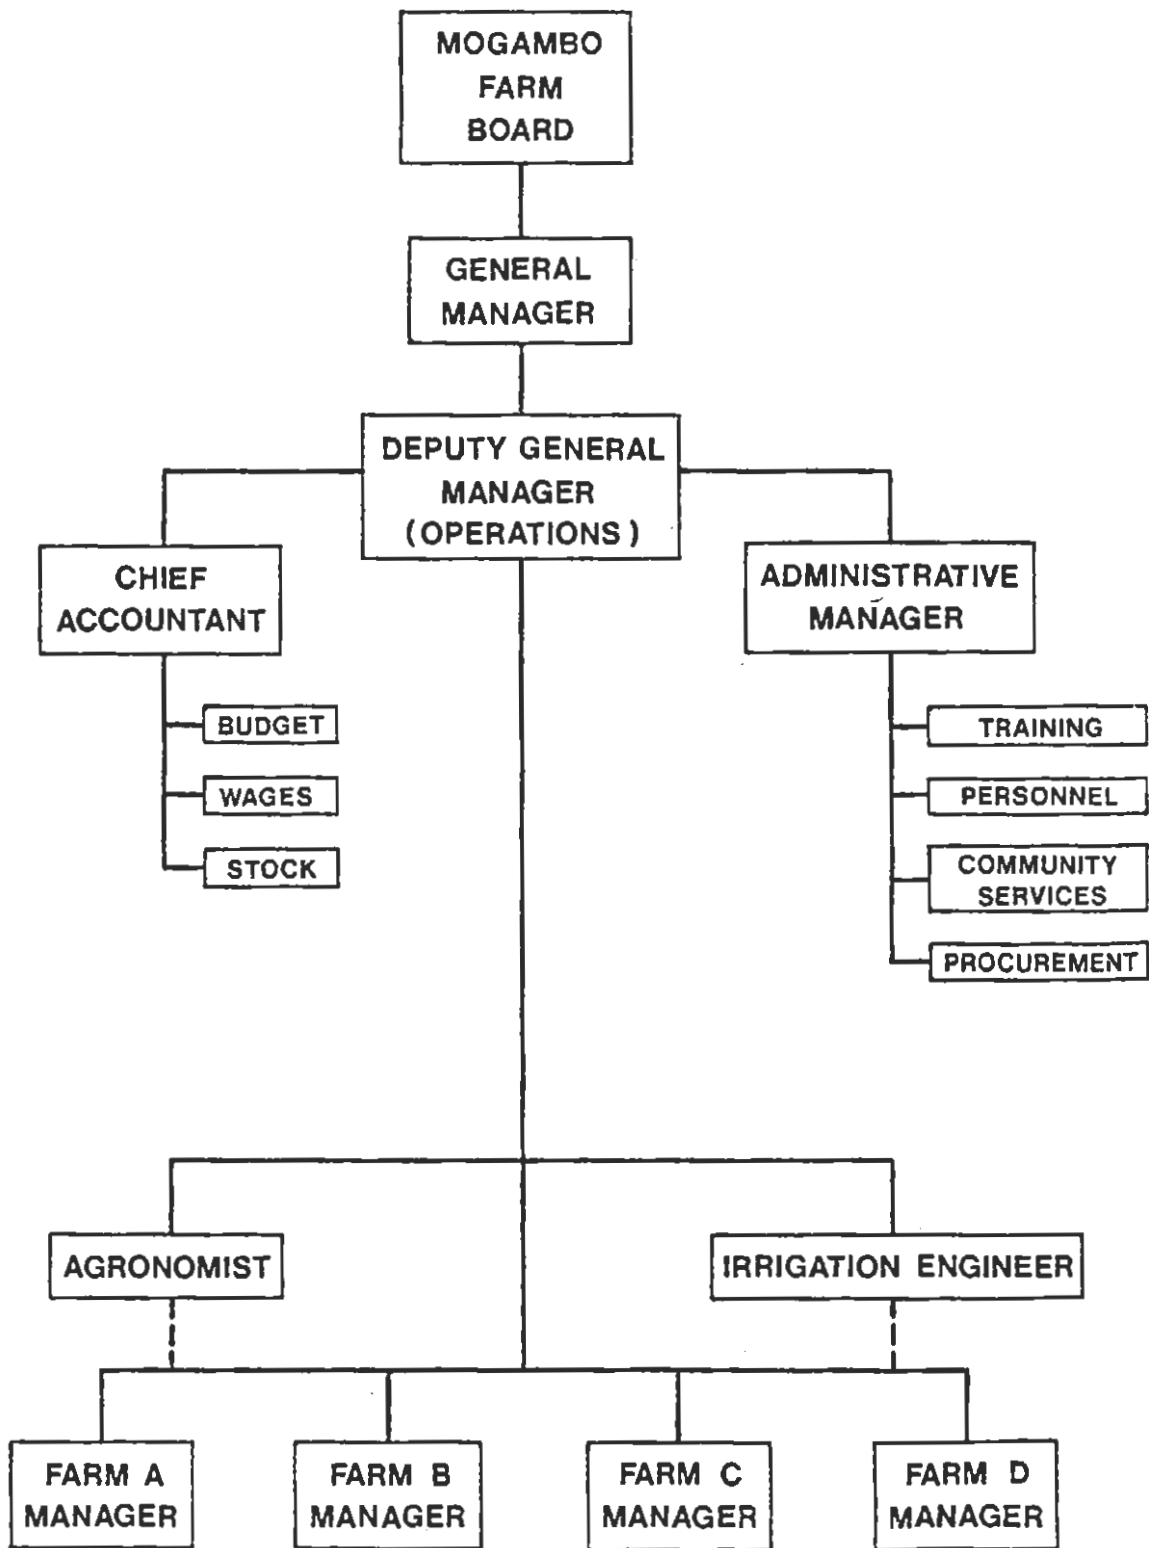 MOGAMBO
FARM
BOARD
GENERAL
MANAGER
DEPUTY GENERAL
MANAGER
(OPERATIONS)
CHIEF
ACCOUNTANT
ADMINISTRATIVE
MANAGER
BUDGET
WAGES
STOCK
TRAINING
PERSONNEL
COMMUNITY
SERVICES
PROCUREMENT
AGRONOMIST
IRRIGATION ENGINEER
FARM A
MANAGER
FARM B
MANAGER
FARM C
MANAGER
FARM D
MANAGER